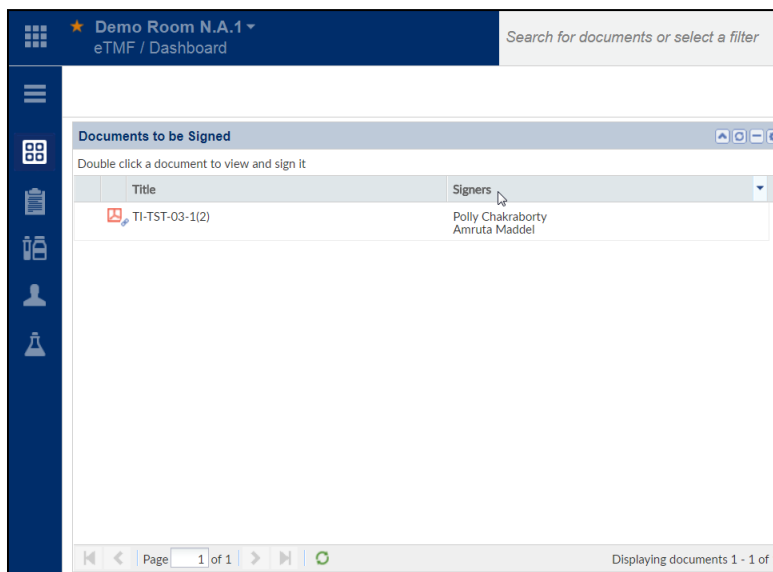 Demo Room N.A.1
eTMF / Dashboard
Search for documents or select a filter
Documents to be Signed
Double click a document to view and sign it
Title Signers
TI-TST-03-1(2) Polly Chakraborty
Amruta Maddel
Page 1 of 1 Displaying documents 1 - 1 of